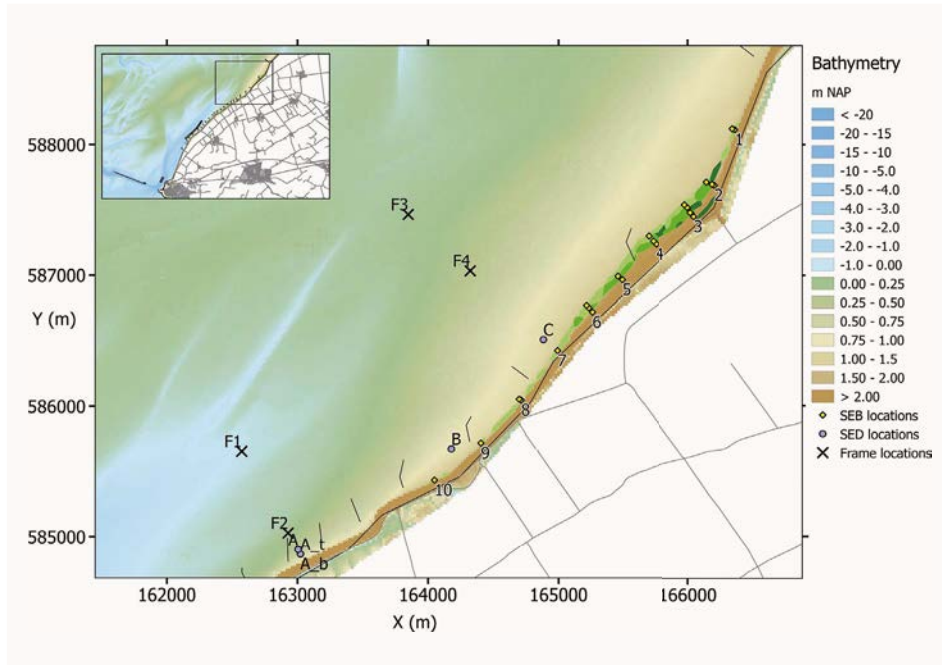 Bathymetry
m NAP
< -20
-20 - -15
-15 - -10
-10 - -5.0
-5.0 - -4.0
-4.0 - -3.0
-3.0 - -2.0
-2.0 - -1.0
-1.0 - 0.00
0.00 - 0.25
0.25 - 0.50
0.50 - 0.75
0.75 - 1.00
1.00 - 1.5
1.50 - 2.00
> 2.00
SEB locations
SED locations
Frame locations
588000
587000
Y (m)
586000
585000
162000
163000
164000
165000
166000
X (m)
1
2
3
4
5
6
7
8
9
10
F3
F4
C
B
F1
F2
A_t
A_b